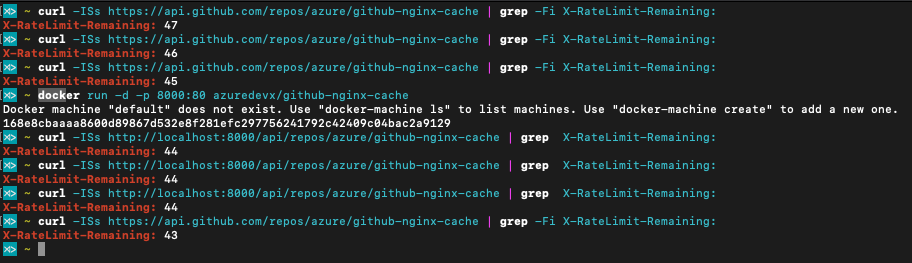 ~ curl -ISs https://api.github.com/repos/azure/github-nginx-cache | grep -Fi X-RateLimit-Remaining:
X-RateLimit-Remaining: 47
~ curl -ISs https://api.github.com/repos/azure/github-nginx-cache | grep -Fi X-RateLimit-Remaining:
X-RateLimit-Remaining: 46
~ curl -ISs https://api.github.com/repos/azure/github-nginx-cache | grep -Fi X-RateLimit-Remaining:
X-RateLimit-Remaining: 45
~ docker run -d -p 8000:80 azuredevx/github-nginx-cache
Docker machine "default" does not exist. Use "docker-machine ls" to list machines. Use "docker-machine create" to add a new one.
168e8cbaaaa8600d89867d532e8f281efc297756241792c42409c04bac2a9129
~ curl -ISs http://localhost:8000/api/repos/azure/github-nginx-cache | grep  X-RateLimit-Remaining:
X-RateLimit-Remaining: 44
~ curl -ISs http://localhost:8000/api/repos/azure/github-nginx-cache | grep  X-RateLimit-Remaining:
X-RateLimit-Remaining: 44
~ curl -ISs http://localhost:8000/api/repos/azure/github-nginx-cache | grep  X-RateLimit-Remaining:
X-RateLimit-Remaining: 44
~ curl -ISs https://api.github.com/repos/azure/github-nginx-cache | grep -Fi X-RateLimit-Remaining:
X-RateLimit-Remaining: 43
~